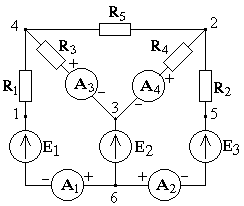 R5
4
2
R3
R4
+
+
R1
A3
A4
R2
-
-
1
3
5
E1
E2
E3
- A1 +
+ A2 -
6